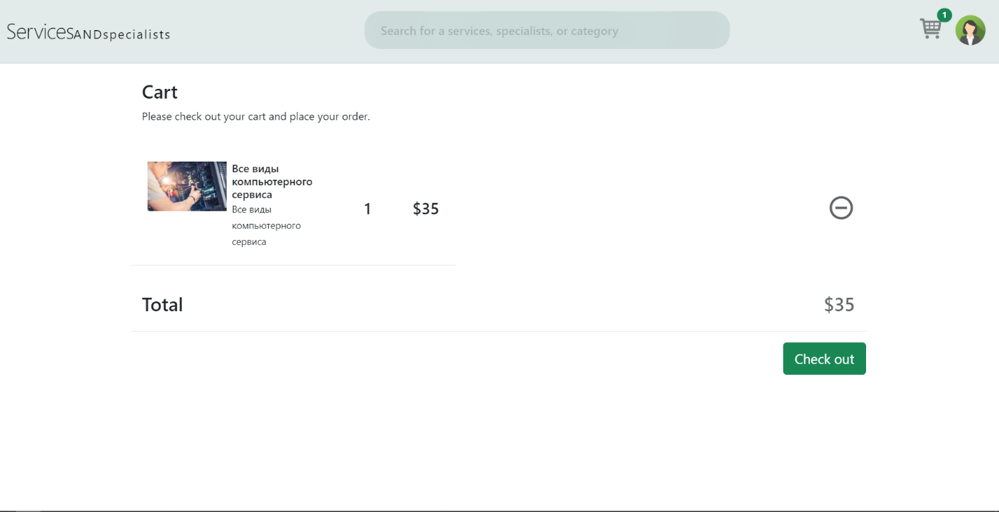 ServicesANDspecialists
Search for a services, specialists, or category
1
Cart
Please check out your cart and place your order.
Все виды
компьютерного
сервиса
Все виды
компьютерного
сервиса
1
$35
Total
$35
Check out